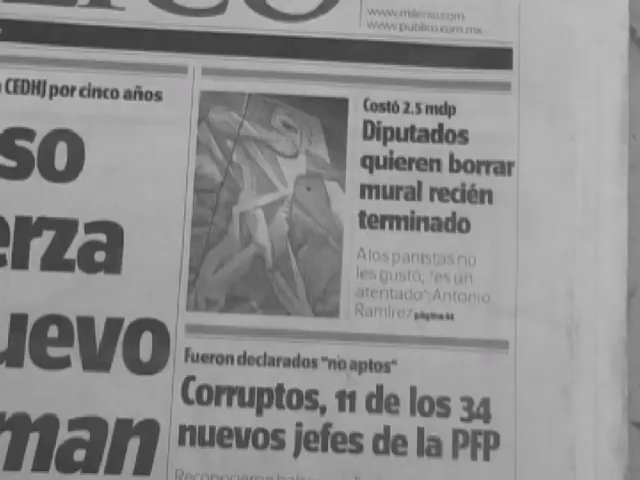 www.milenio.com
www.publico.com.mx
CEDHJ por cinco años
so
erza
uevo
man
Costó 2.5 mdp
Diputados
quieren borrar
mural recién
terminado
A los panistas no
les gustó, "es un
atentado": Antonio
Ramírez página 44
Fueron declarados "no aptos"
Corruptos, 11 de los 34
nuevos jefes de la PFP